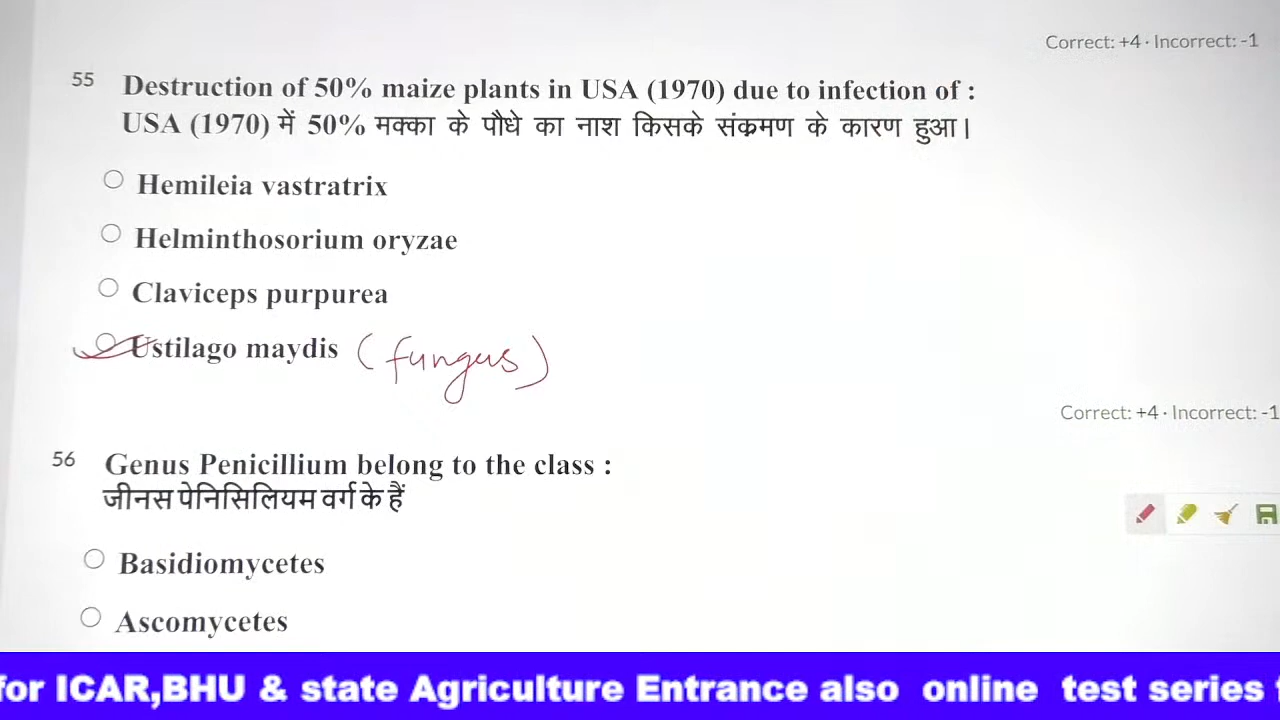 Correct: +4 · Incorrect: -1
55 Destruction of 50% maize plants in USA (1970) due to infection of :
USA (1970) में 50% मक्का के पौधे का नाश किसके संक्रमण के कारण हुआ।
Hemileia vastratrix
Helminthosorium oryzae
Claviceps purpurea
Ustilago maydis (fungus)
Correct: +4 · Incorrect: -1
56 Genus Penicillium belong to the class :
जीनस पेनिसिलियम वर्ग के हैं
Basidiomycetes
Ascomycetes
for ICAR,BHU & state Agriculture Entrance also online test series